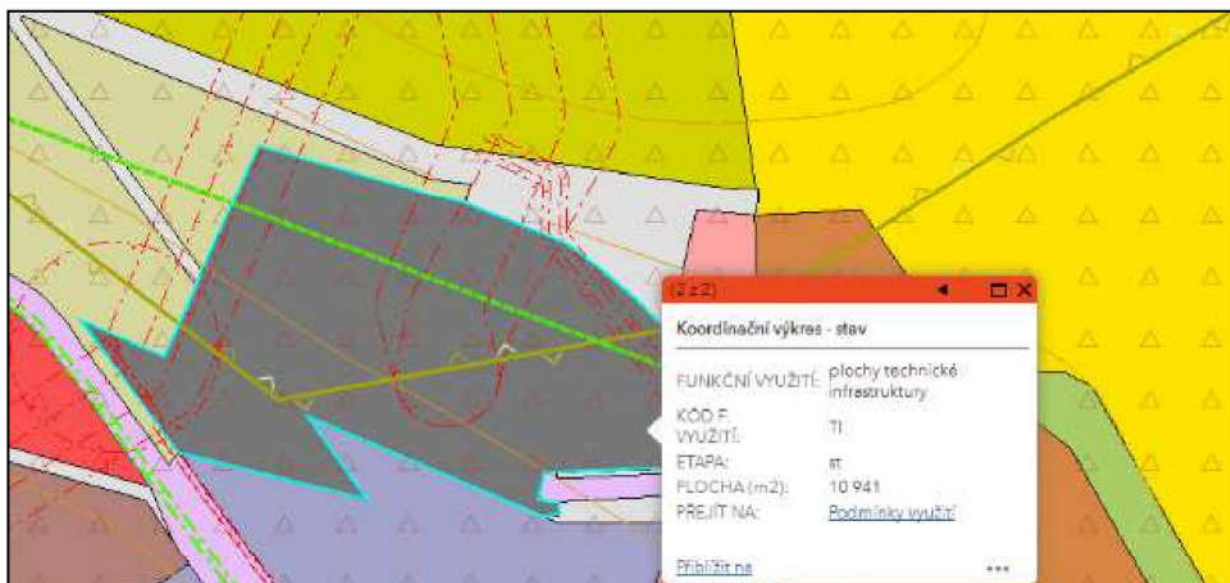 (2 z 2)
Koordinační výkres - stav
FUNKČNÍ VYUŽITÍ: plochy technické
infrastruktury
KÓD F.
VYUŽITÍ: TI
ETAPA: st
PLOCHA (m2): 10 941
PŘEJÍT NA: Podmínky využití
Přiblížit na